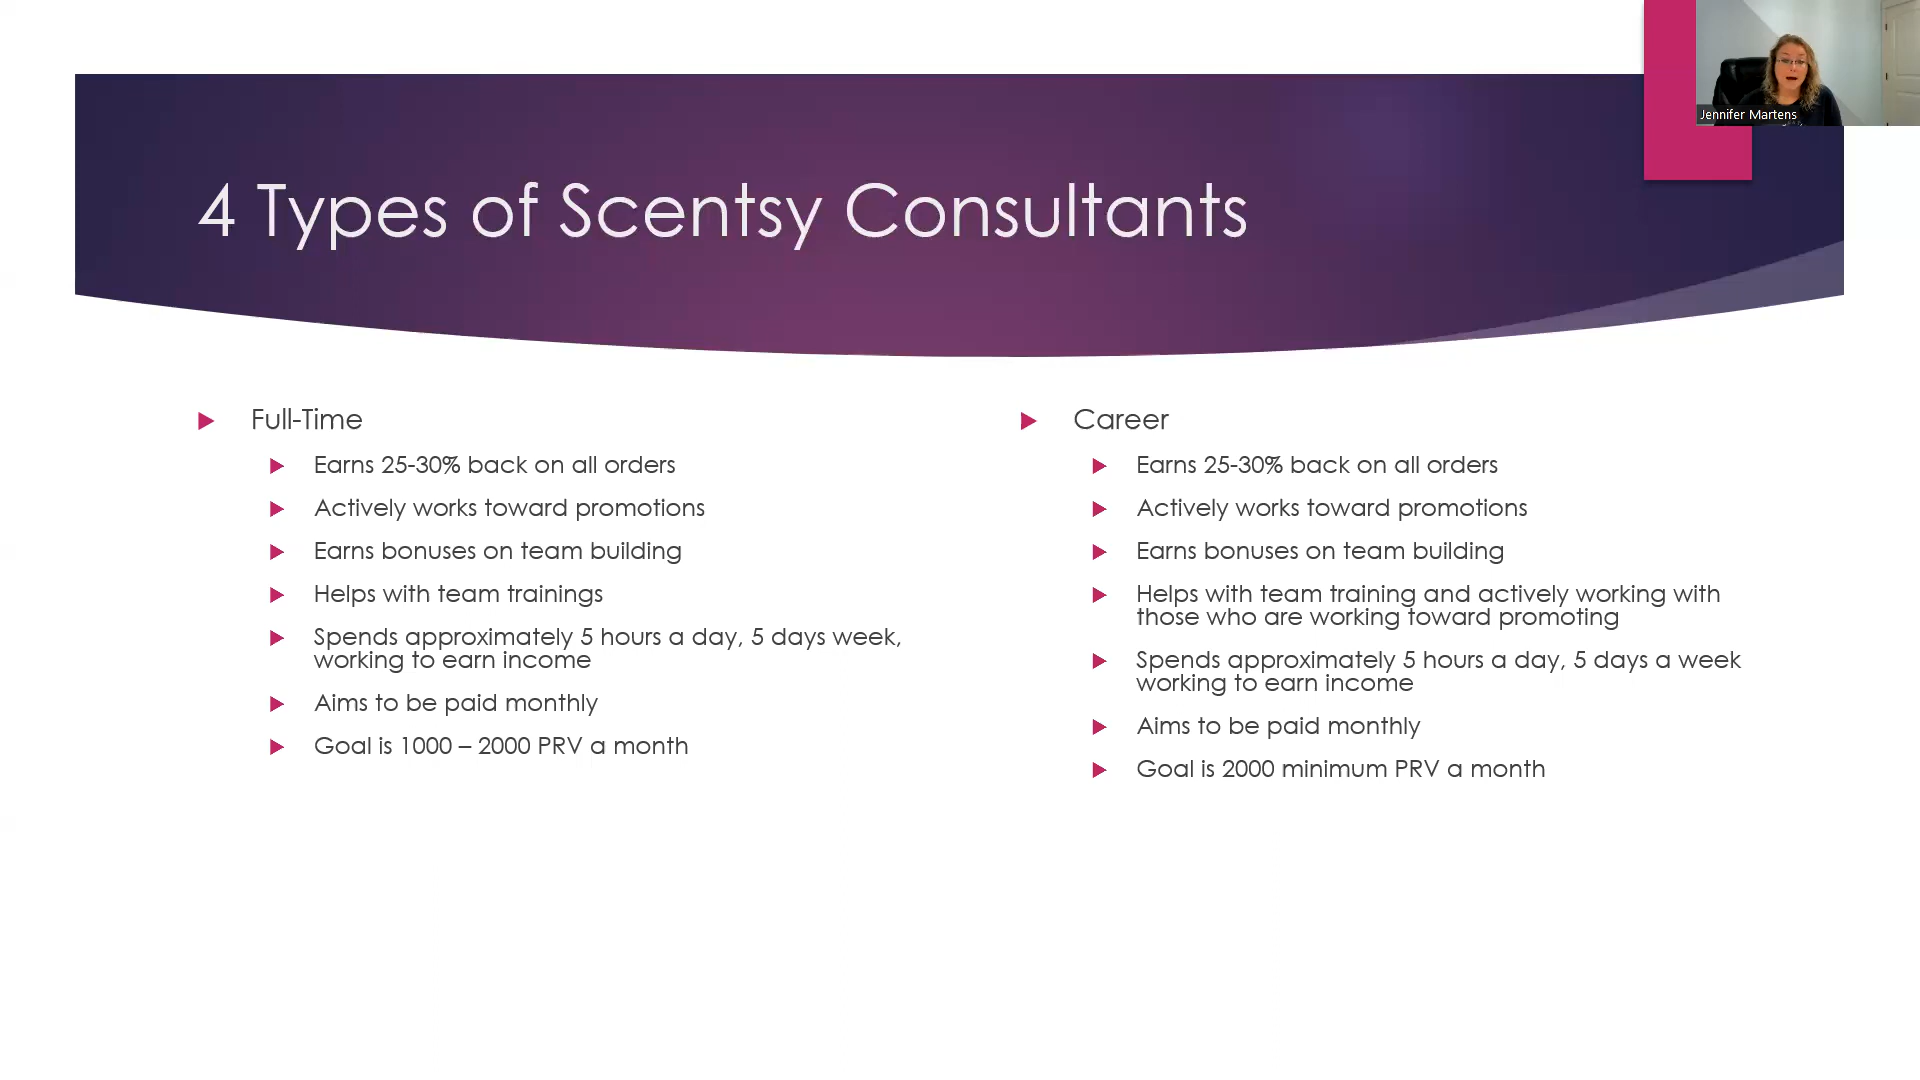 Jennifer Martens
4 Types of Scentsy Consultants
Full-Time
Earns 25-30% back on all orders
Actively works toward promotions
Earns bonuses on team building
Helps with team trainings
Spends approximately 5 hours a day, 5 days week,
working to earn income
Aims to be paid monthly
Goal is 1000 – 2000 PRV a month
Career
Earns 25-30% back on all orders
Actively works toward promotions
Earns bonuses on team building
Helps with team training and actively working with
those who are working toward promoting
Spends approximately 5 hours a day, 5 days a week
working to earn income
Aims to be paid monthly
Goal is 2000 minimum PRV a month